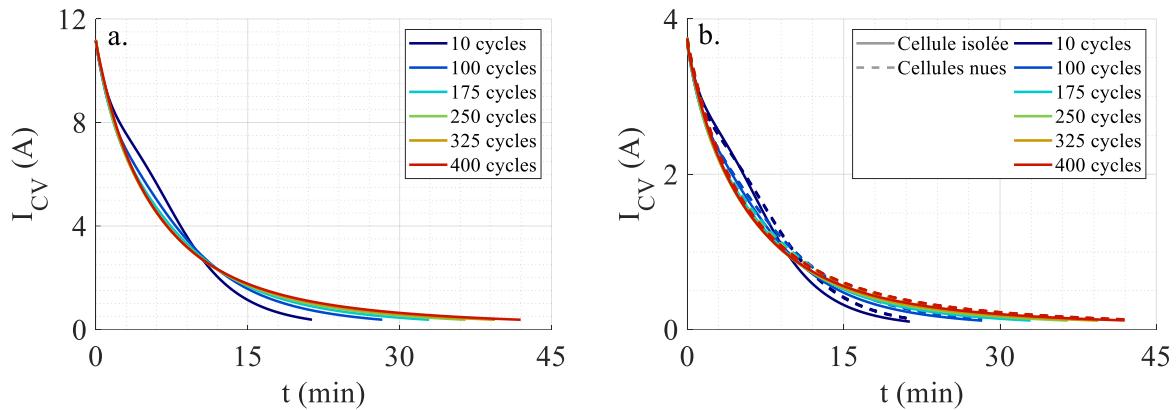 a.
12
8
4
0
I_CV (A)
0
15
30
45
t (min)
10 cycles
100 cycles
175 cycles
250 cycles
325 cycles
400 cycles
b.
4
2
0
I_CV (A)
0
15
30
45
t (min)
Cellule isolée
Cellules nues
10 cycles
100 cycles
175 cycles
250 cycles
325 cycles
400 cycles